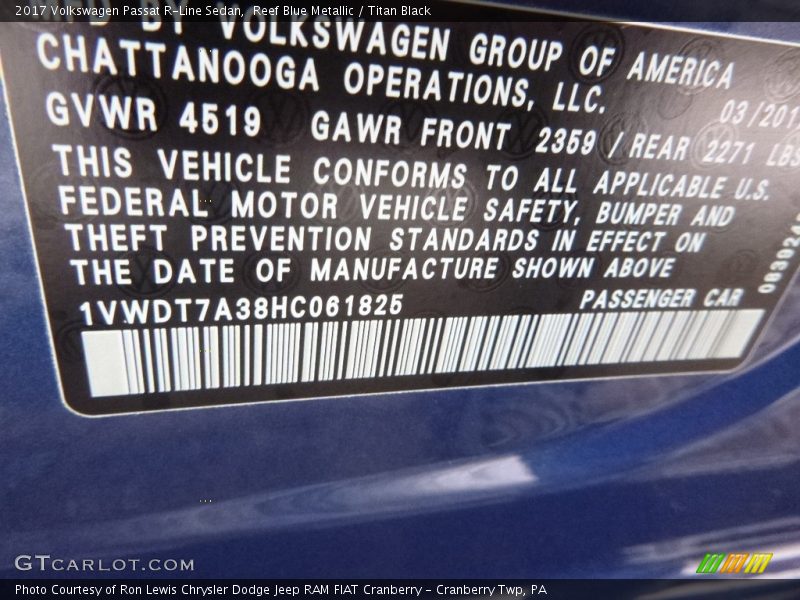 2017 Volkswagen Passat R-Line Sedan, Reef Blue Metallic / Titan Black
BY VOLKSWAGEN GROUP OF AMERICA
CHATTANOOGA OPERATIONS, LLC.
03/201
GVWR 4519 GAWR FRONT 2359 / REAR 2271 LBS
THIS VEHICLE CONFORMS TO ALL APPLICABLE U.S.
FEDERAL MOTOR VEHICLE SAFETY, BUMPER AND
THEFT PREVENTION STANDARDS IN EFFECT ON
THE DATE OF MANUFACTURE SHOWN ABOVE
1VWDT7A38HC061825 PASSENGER CAR
GTCARLOT.COM
Photo Courtesy of Ron Lewis Chrysler Dodge Jeep RAM FIAT Cranberry - Cranberry Twp, PA